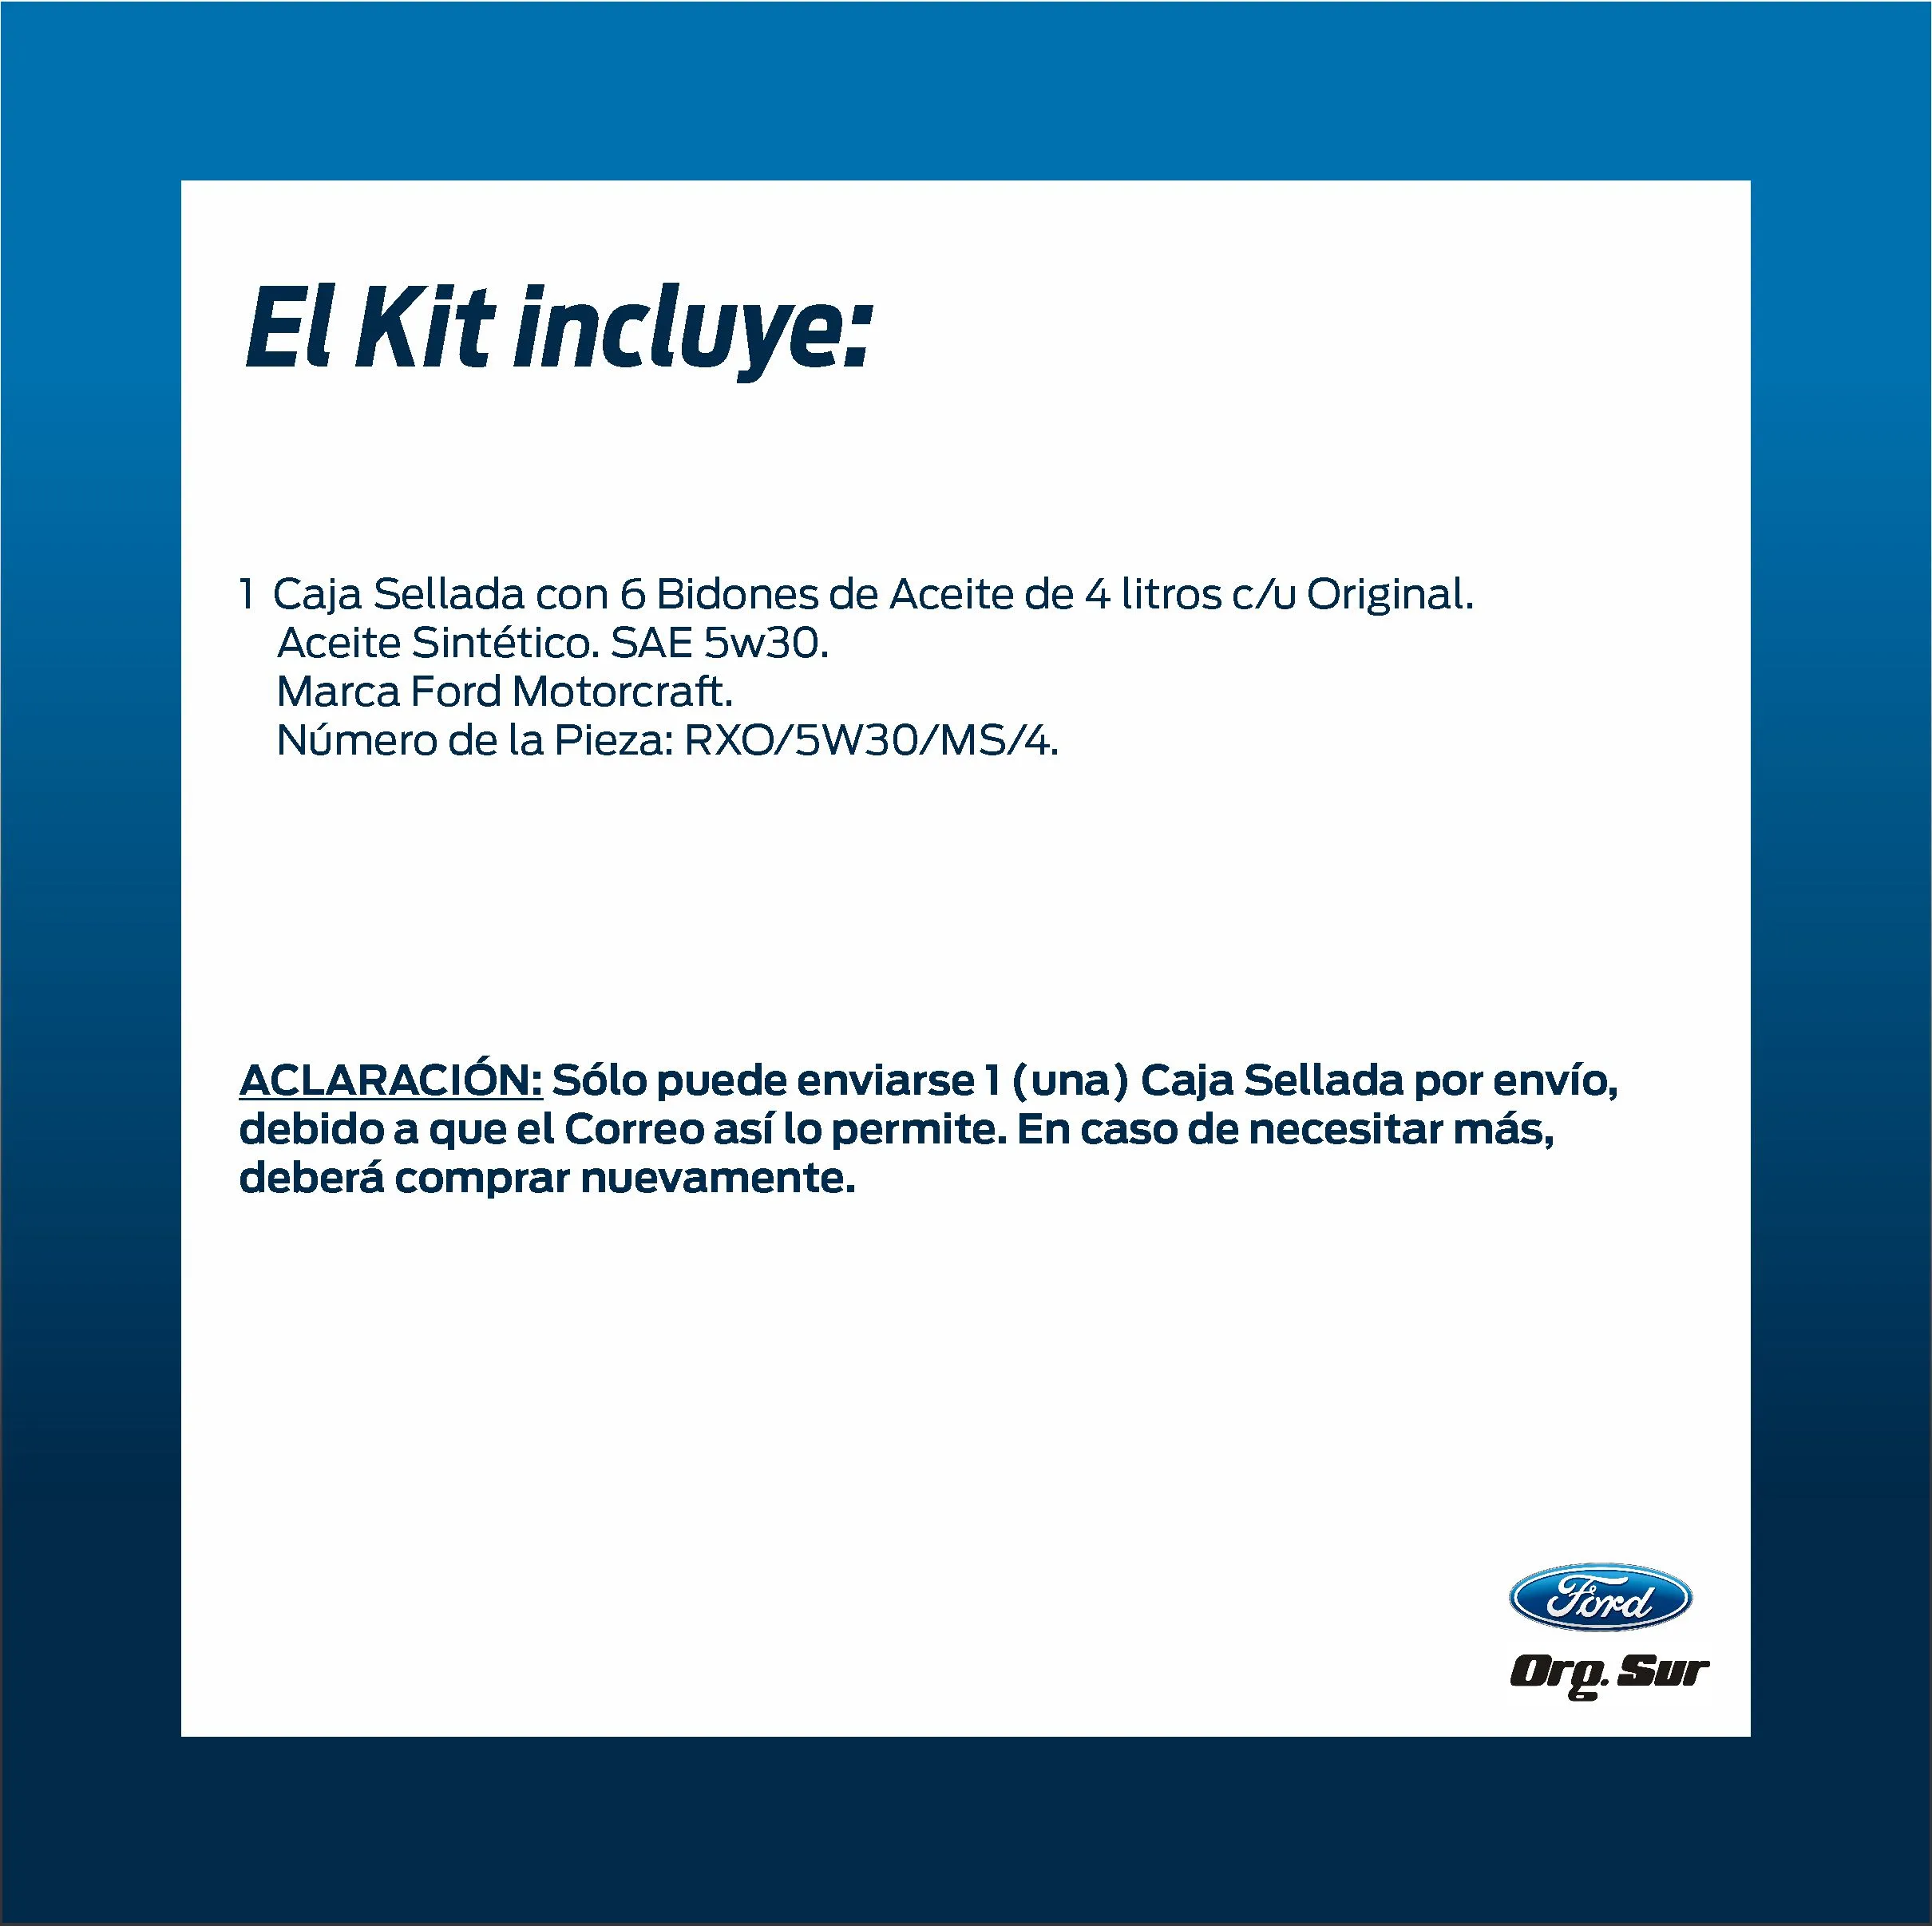 El Kit incluye:
1 Caja Sellada con 6 Bidones de Aceite de 4 litros c/u Original.
Aceite Sintético. SAE 5w30.
Marca Ford Motorcraft.
Número de la Pieza: RXO/5W30/MS/4.
ACLARACIÓN: Sólo puede enviarse 1 (una) Caja Sellada por envío,
debido a que el Correo así lo permite. En caso de necesitar más,
deberá comprar nuevamente.
Ford
Org. Sur